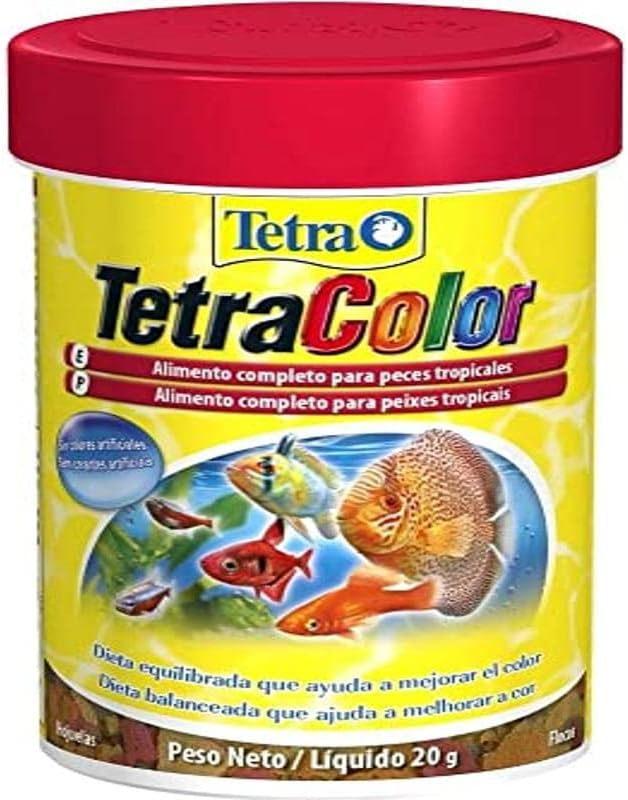 Tetra
TetraColor
E Alimento completo para peces tropicales
P Alimento completo para peixes tropicais
Sin colores artificiales
Sem corantes artificiais
Dieta equilibrada que ayuda a mejorar el color
Dieta balanceada que ajuda a melhorar a cor
Hojuelas
Flocos
Peso Neto / Líquido 20 g